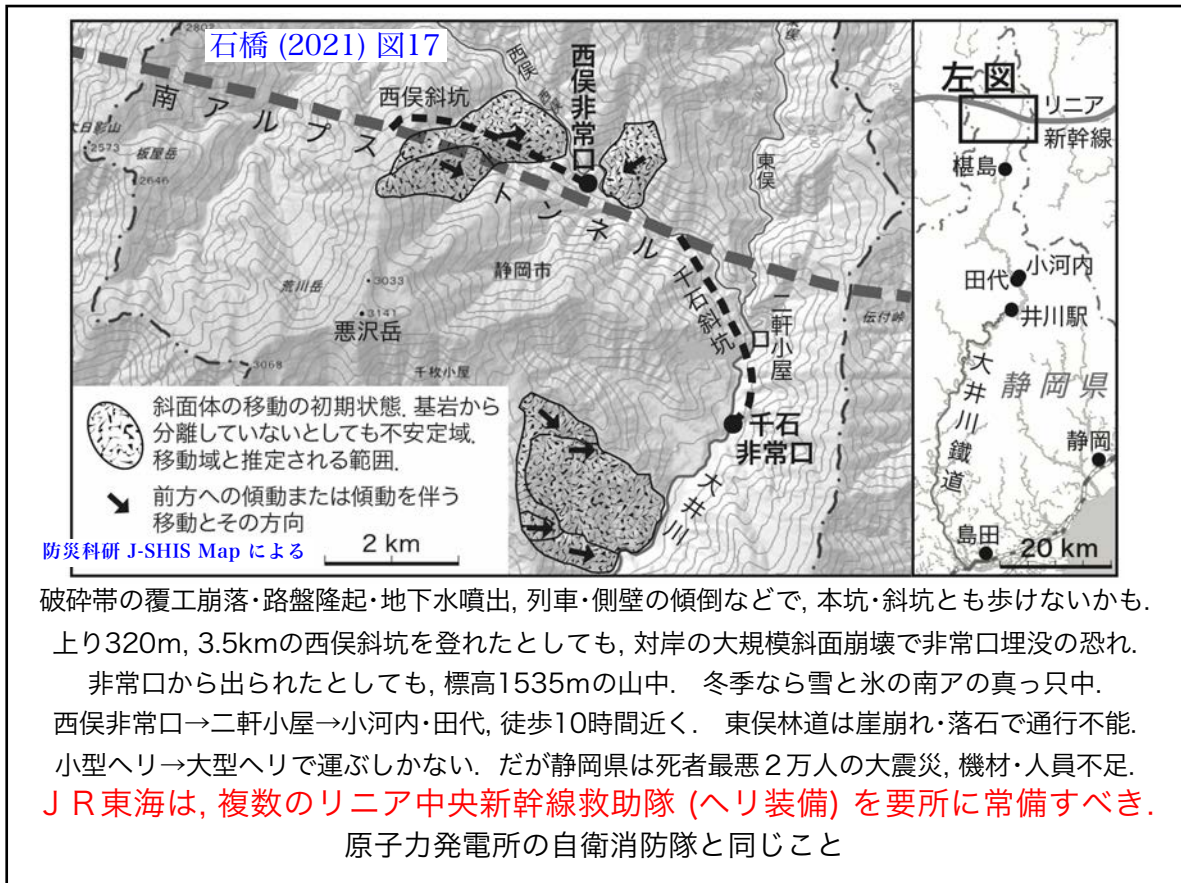 石橋 (2021) 図17
2802
西俣
西俣斜坑
西俣非常口
東俣
南アルプストンネル
大日影山
2573
板屋岳
2646
静岡市
荒川岳
3033
3141
悪沢岳
3068
千枚小屋
千石斜坑
二軒小屋
伝付峠
千石
非常口
大井川
斜面体の移動の初期状態. 基岩から
分離していないとしても不安定域.
移動域と推定される範囲.
前方への傾動または傾動を伴う
移動とその方向
防災科研 J-SHIS Map による
2 km
左図
リニア
新幹線
椹島
小河内
田代
井川駅
大井川鐵道
静岡県
静岡
島田
20 km
破砕帯の覆工崩落・路盤隆起・地下水噴出, 列車・側壁の傾倒などで, 本坑・斜坑とも歩けないかも.
上り320m, 3.5kmの西俣斜坑を登れたとしても, 対岸の大規模斜面崩壊で非常口埋没の恐れ.
非常口から出られたとしても, 標高1535mの山中. 冬季なら雪と氷の南アの真っ只中.
西俣非常口→二軒小屋→小河内・田代, 徒歩10時間近く. 東俣林道は崖崩れ・落石で通行不能.
小型ヘリ→大型ヘリで運ぶしかない. だが静岡県は死者最悪２万人の大震災, 機材・人員不足.
ＪＲ東海は, 複数のリニア中央新幹線救助隊 (ヘリ装備) を要所に常備すべき.
原子力発電所の自衛消防隊と同じこと